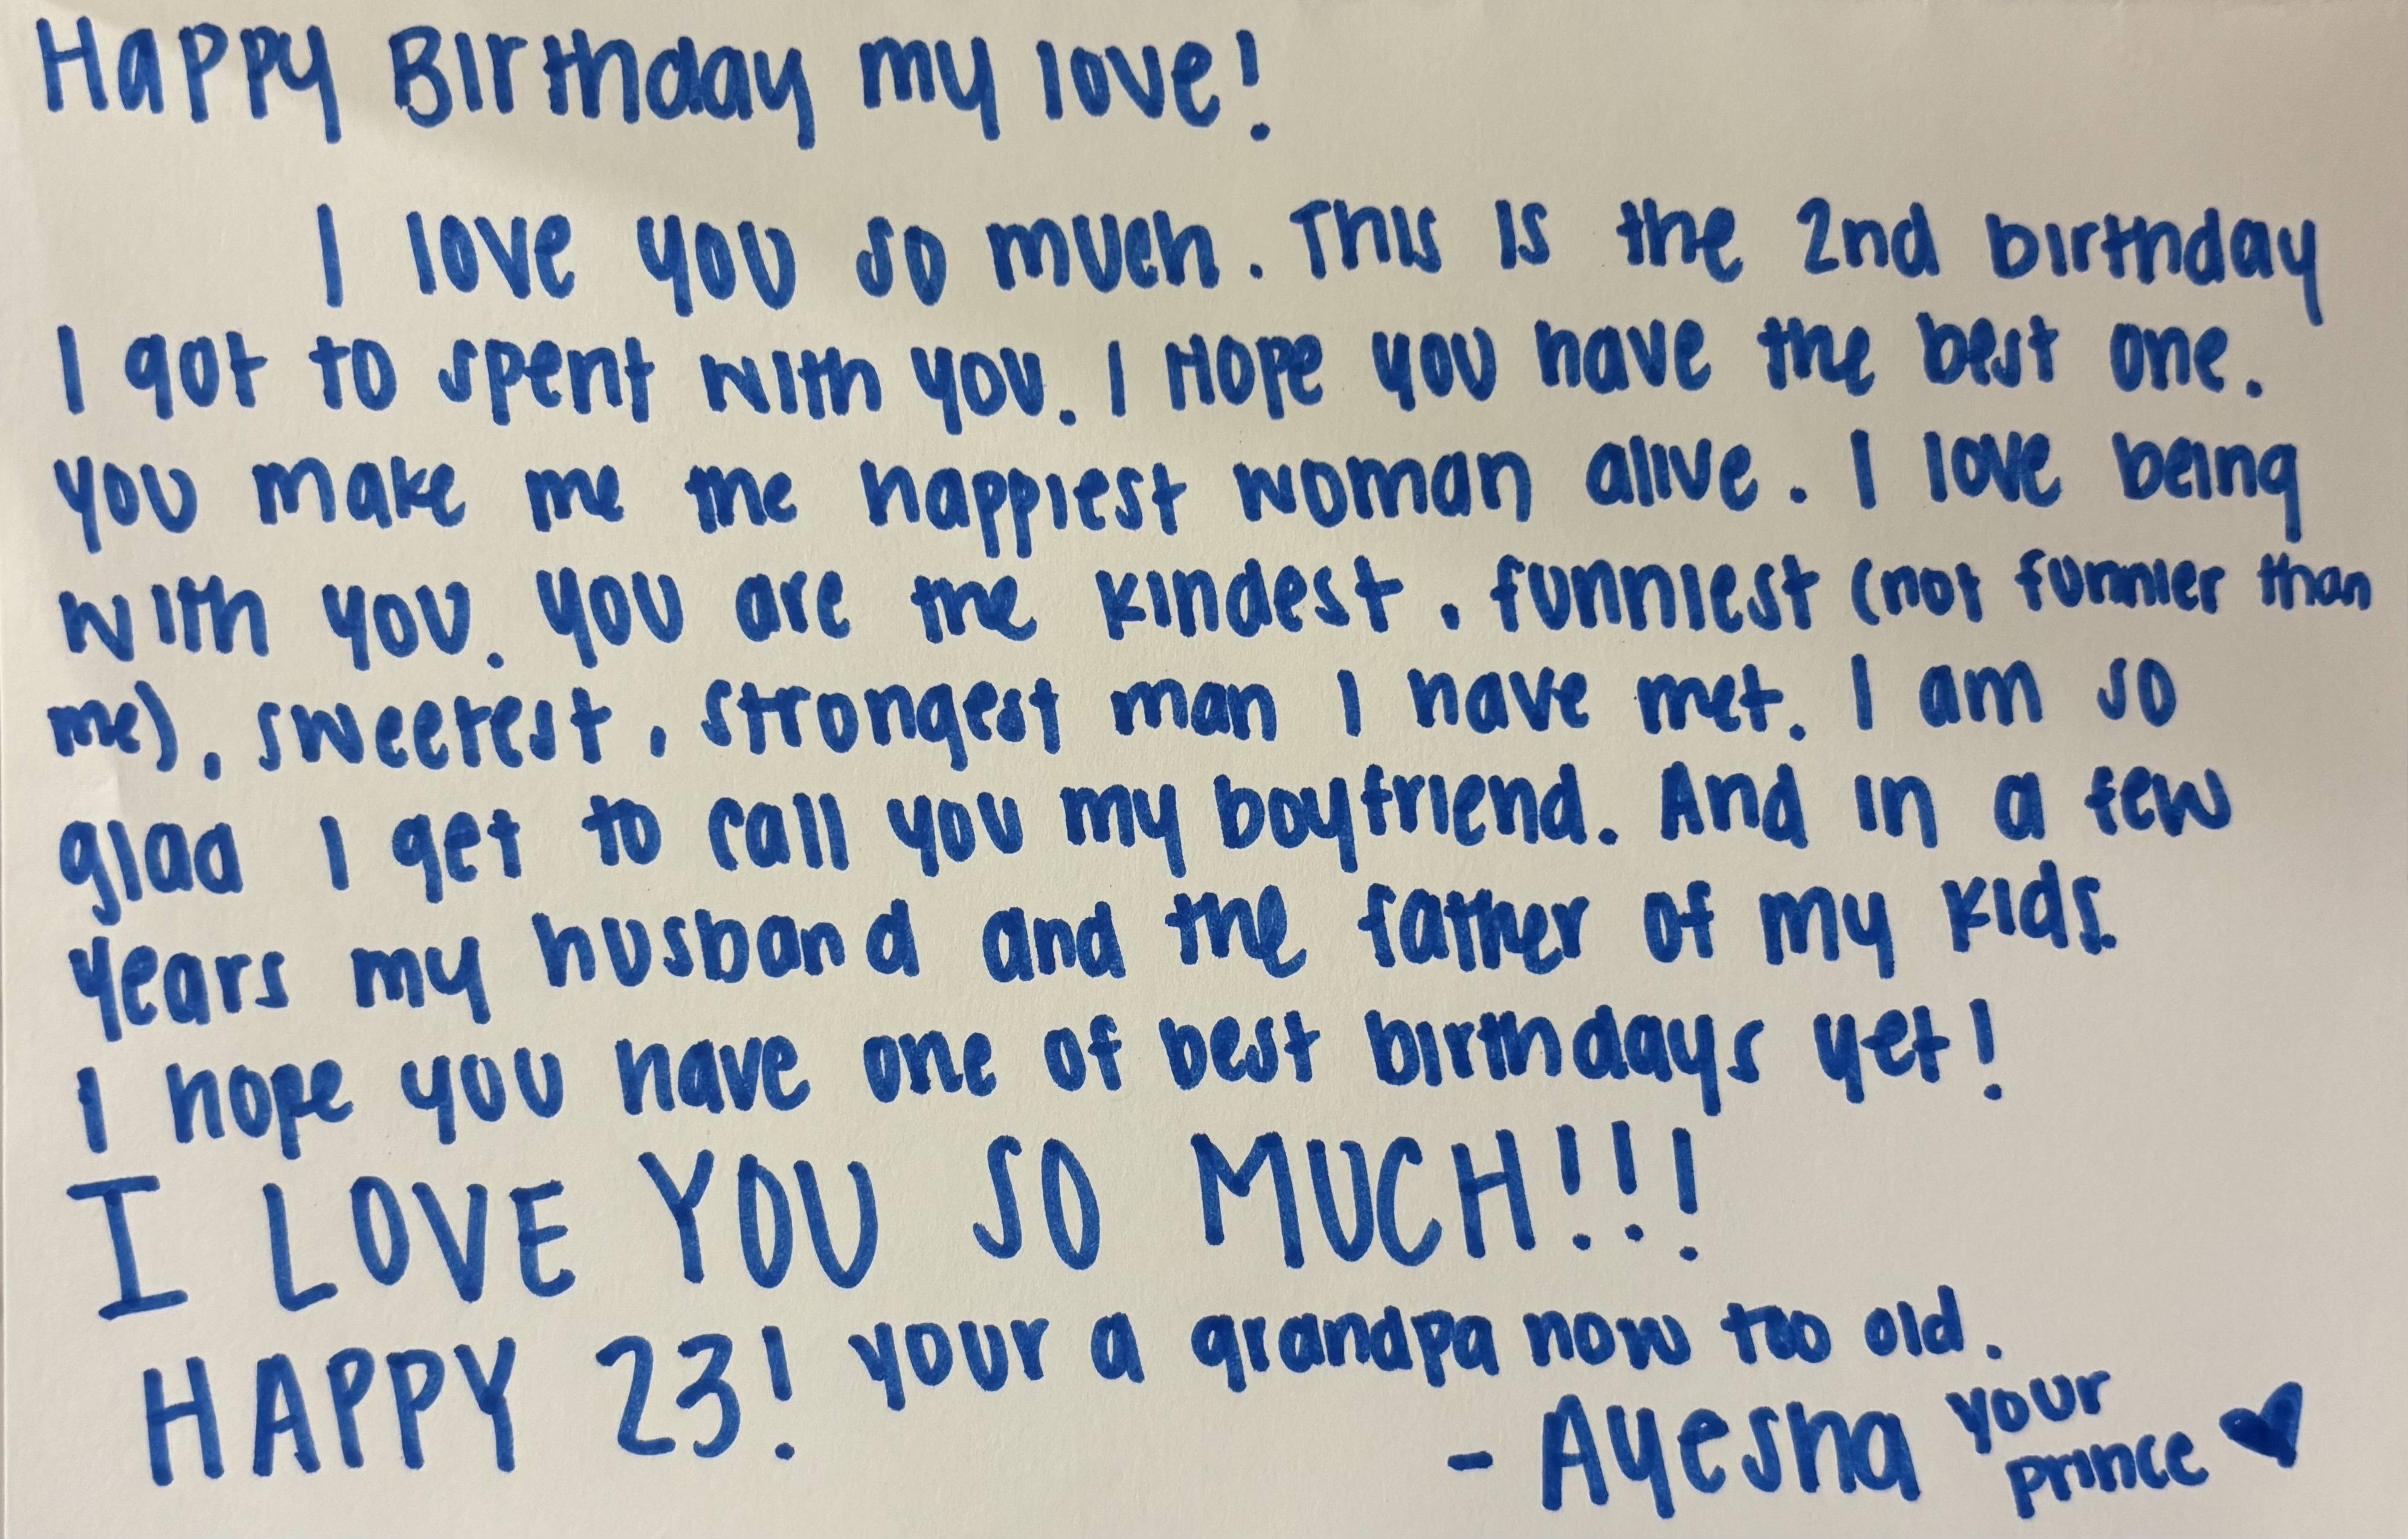 Happy Birthday my love!
I love you so much. This is the 2nd birthday
I got to spent with you. I Hope you have the best one.
you make me the happiest woman alive. I love being
with you. you are the kindest, funniest (not funnier than
me), sweetest, strongest man I have met. I am so
glad I get to call you my boyfriend. And in a few
years my husband and the father of my kids.
I hope you have one of best birthdays yet!
I LOVE YOU SO MUCH!!!
HAPPY 23! your a grandpa now too old.
- Ayesha your
prince ♥